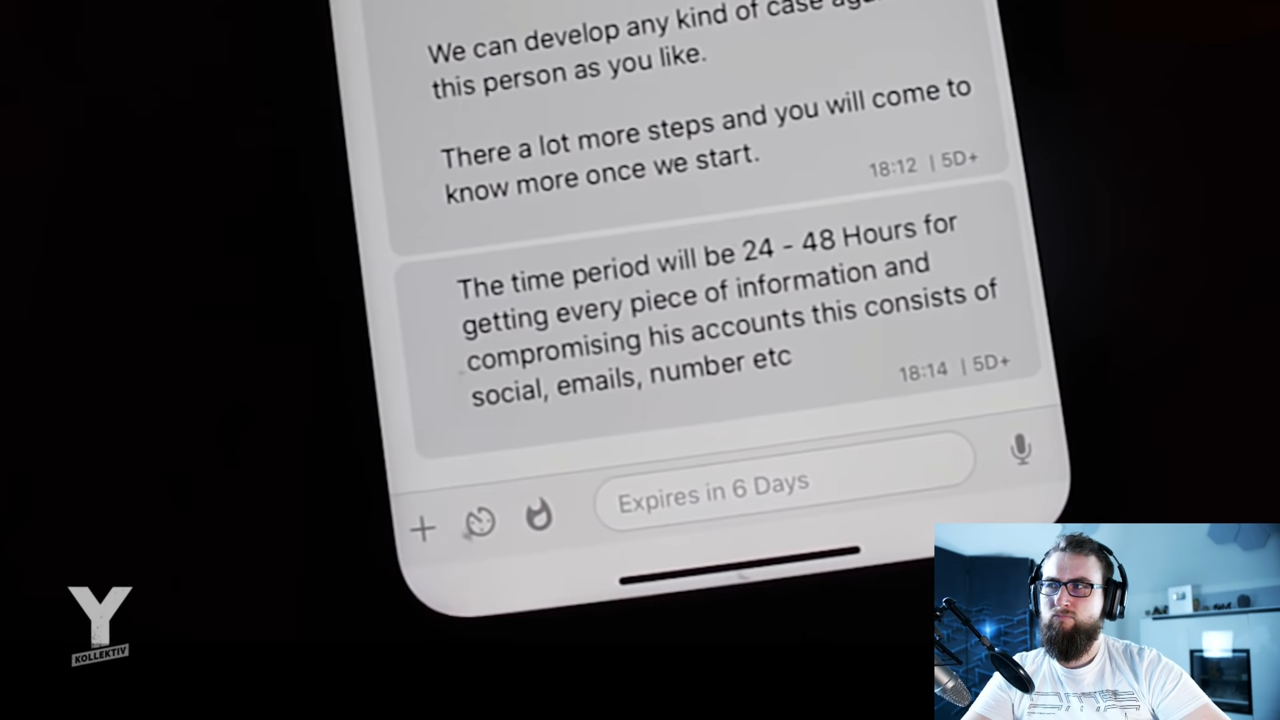 We can develop any kind of case
this person as you like.
There a lot more steps and you will come to
know more once we start.
18:12 | 5D+
The time period will be 24 - 48 Hours for
getting every piece of information and
compromising his accounts this consists of
social, emails, number etc
18:14 | 5D+
Expires in 6 Days
Y
KOLLEKTIV